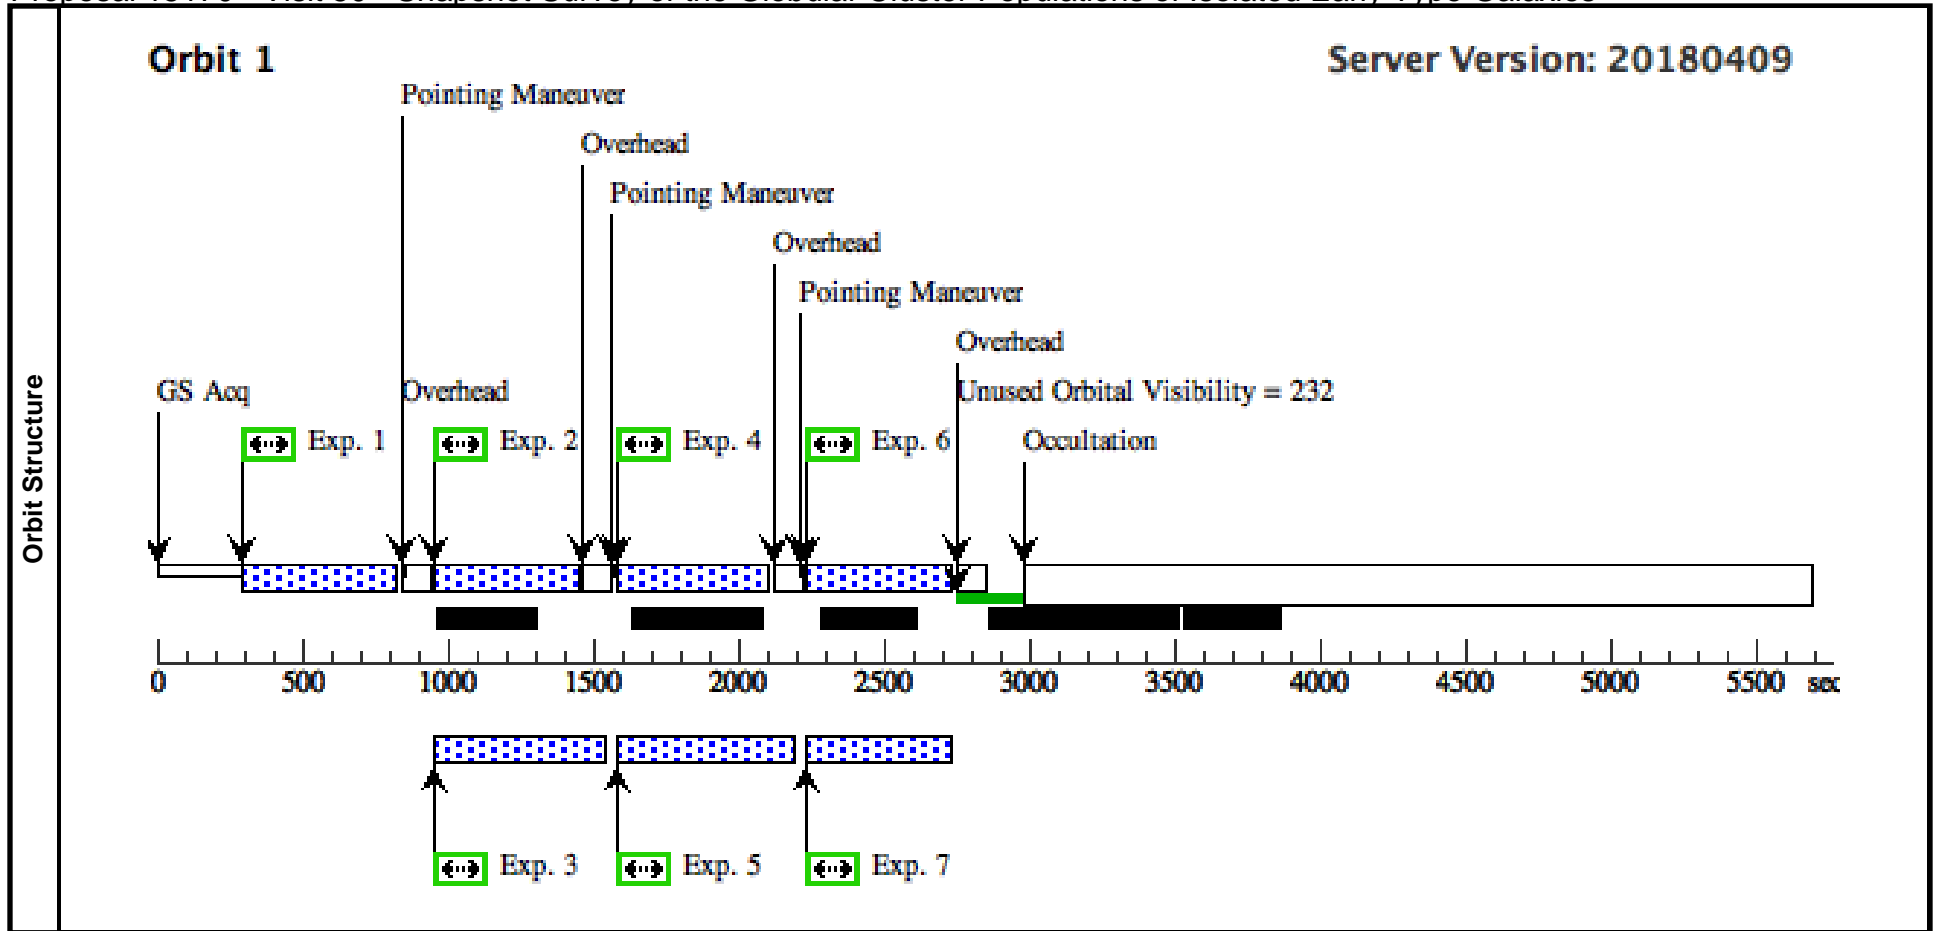 Orbit 1
Server Version: 20180409
Pointing Maneuver
Overhead
Pointing Maneuver
Overhead
Pointing Maneuver
Overhead
GS Acq
Overhead
Unused Orbital Visibility = 232
Exp. 1
Exp. 2
Exp. 4
Exp. 6
Occultation
Orbit Structure
0 500 1000 1500 2000 2500 3000 3500 4000 4500 5000 5500 sec
Exp. 3
Exp. 5
Exp. 7